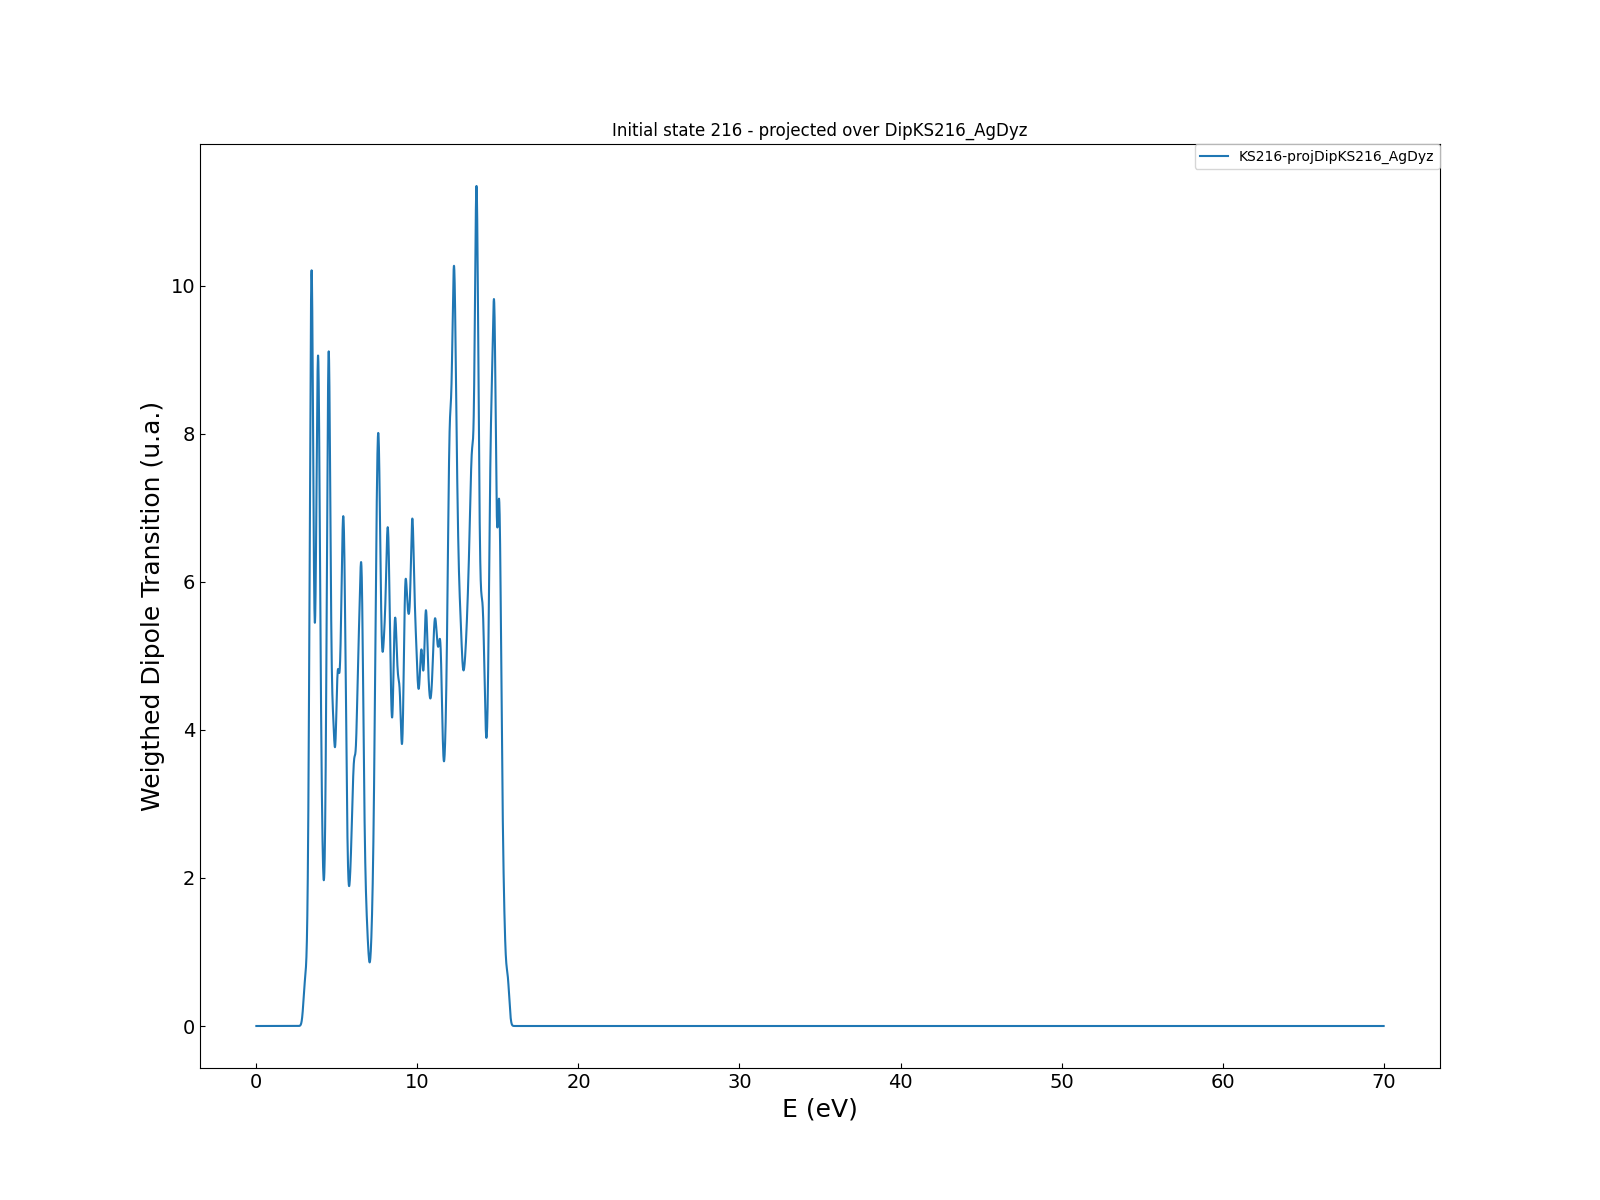 Initial state 216 - projected over DipKS216_AgDyz
KS216-projDipKS216_AgDyz
Weigthed Dipole Transition (u.a.)
10
8
6
4
2
0
0 10 20 30 40 50 60 70
E (eV)